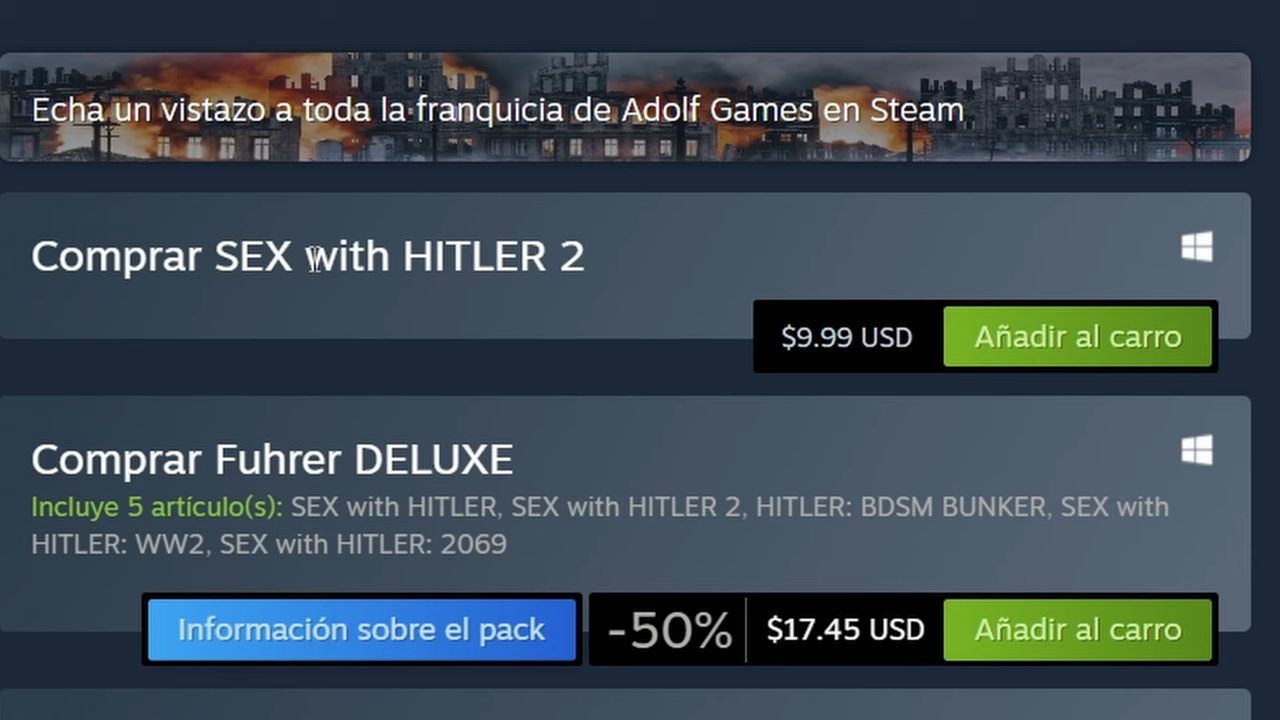 Echa un vistazo a toda la franquicia de Adolf Games en Steam
Comprar SEX with HITLER 2
$9.99 USD
Añadir al carro
Comprar Fuhrer DELUXE
Incluye 5 artículo(s): SEX with HITLER, SEX with HITLER 2, HITLER: BDSM BUNKER, SEX with
HITLER: WW2, SEX with HITLER: 2069
Información sobre el pack
-50%
$17.45 USD
Añadir al carro